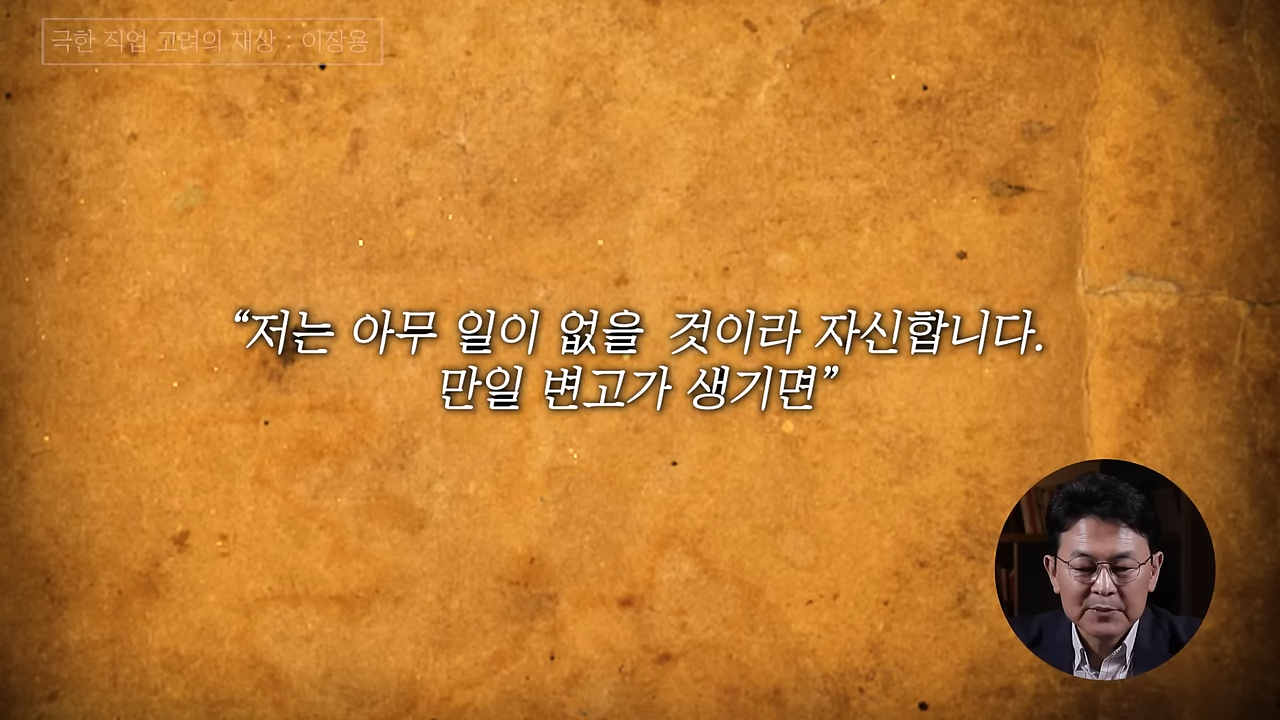 극한 직업 고려의 재상 : 이장용
“저는 아무 일이 없을 것이라 자신합니다.
만일 변고가 생기면”